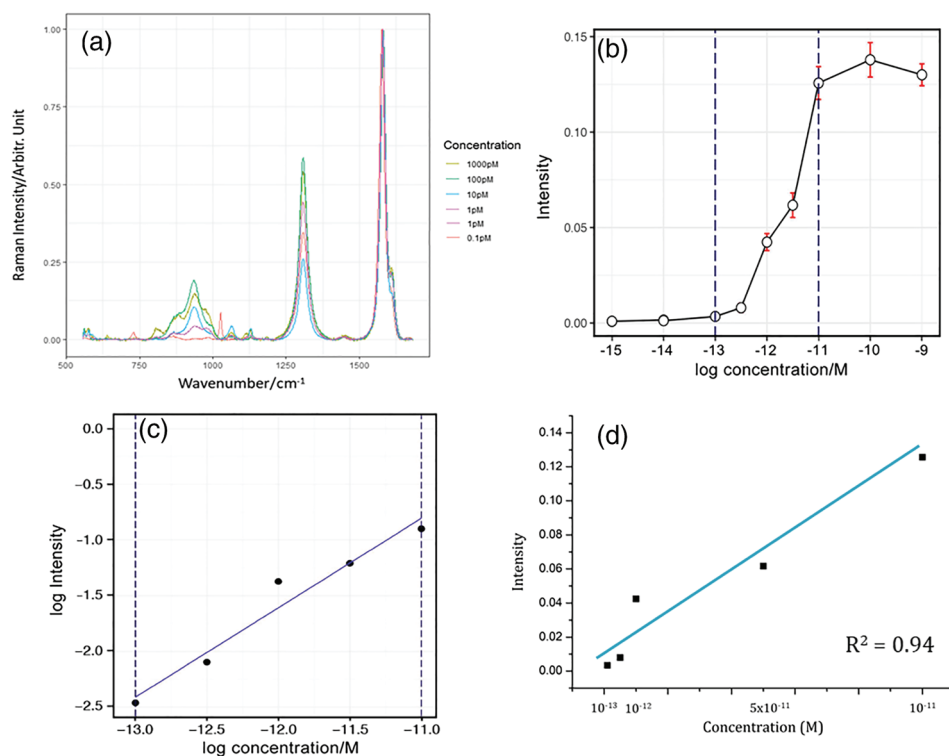 (a)
Raman Intensity/Arbitr. Unit
1.00
0.75
0.50
0.25
0.00
500 750 1000 1250 1500
Wavenumber/cm⁻¹
Concentration
1000pM
100pM
10pM
1pM
1pM
0.1pM
(b)
Intensity
0.15
0.10
0.05
0.00
-15 -14 -13 -12 -11 -10 -9
log concentration/M
(c)
log Intensity
0.0
−0.5
−1.0
−1.5
−2.0
−2.5
−13.0 −12.5 −12.0 −11.5 −11.0
log concentration/M
(d)
Intensity
0.14
0.12
0.10
0.08
0.06
0.04
0.02
0.00
R² = 0.94
10⁻¹³ 10⁻¹² 5x10⁻¹¹ 10⁻¹¹
Concentration (M)